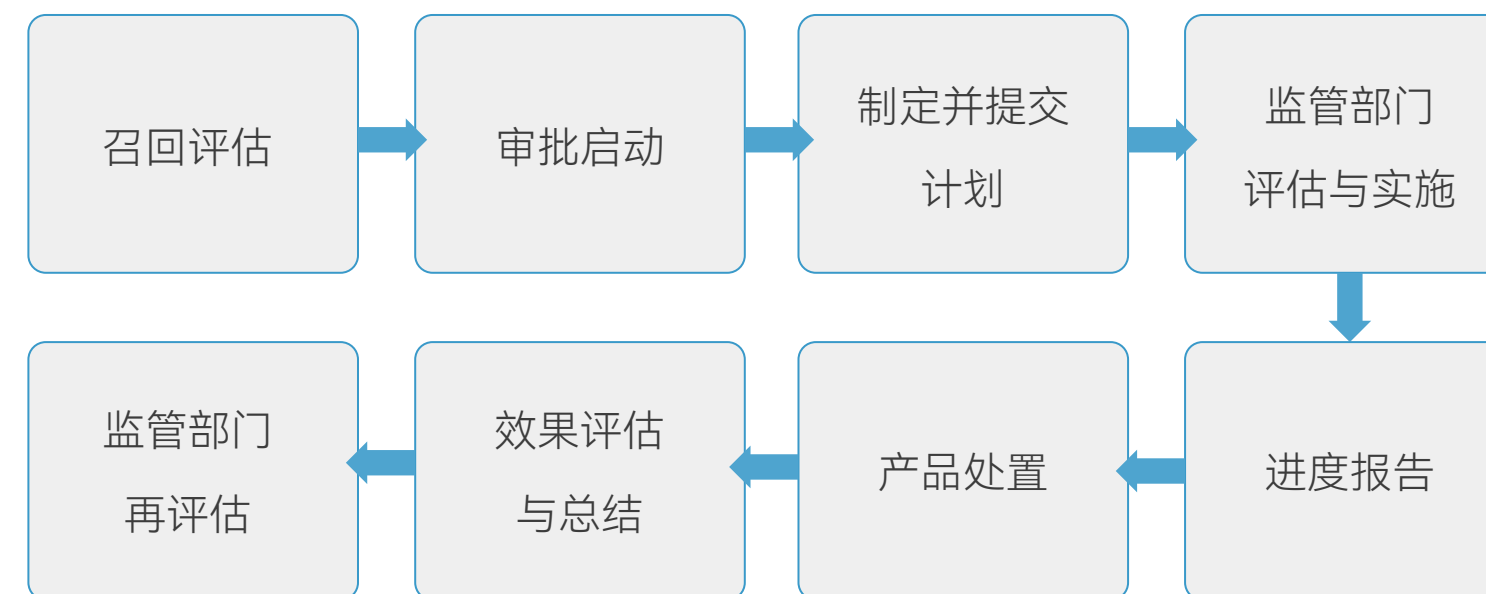 召回评估
审批启动
制定并提交
计划
监管部门
评估与实施
进度报告
产品处置
效果评估
与总结
监管部门
再评估